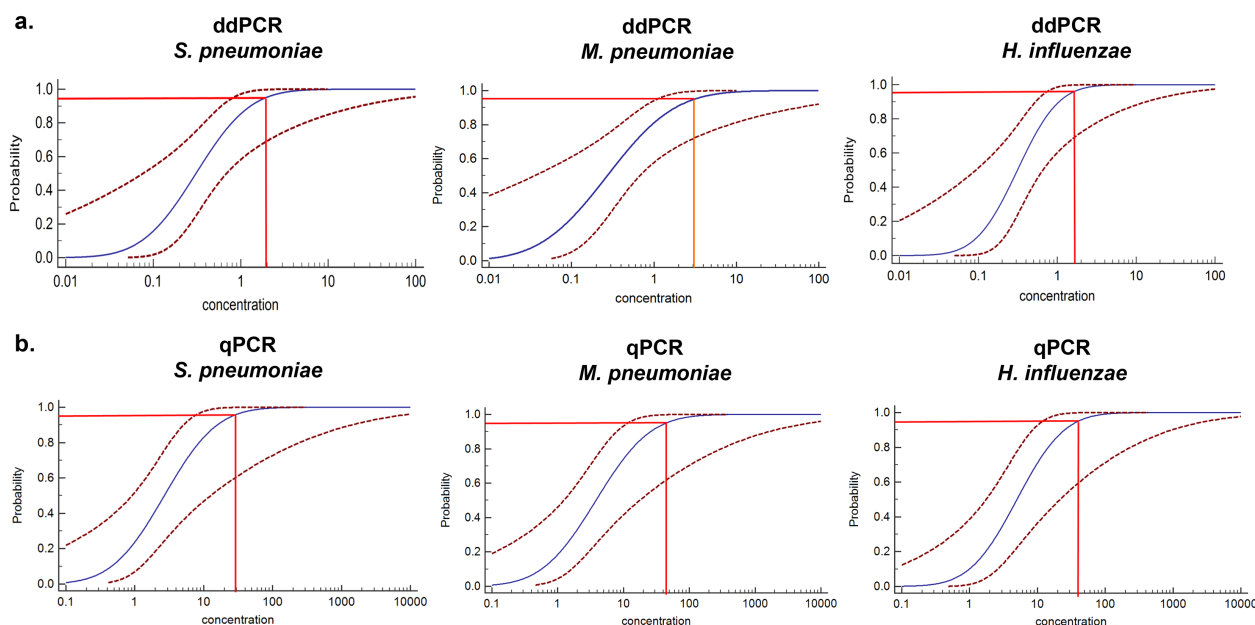 a.
ddPCR
S. pneumoniae
ddPCR
M. pneumoniae
ddPCR
H. influenzae
Probability
1.0
0.8
0.6
0.4
0.2
0.0
0.01 0.1 1 10 100
concentration
Probability
1.0
0.8
0.6
0.4
0.2
0.0
0.01 0.1 1 10 100
concentration
Probability
1.0
0.8
0.6
0.4
0.2
0.0
0.01 0.1 1 10 100
concentration
b.
qPCR
S. pneumoniae
qPCR
M. pneumoniae
qPCR
H. influenzae
Probability
1.0
0.8
0.6
0.4
0.2
0.0
0.1 1 10 100 1000 10000
concentration
Probability
1.0
0.8
0.6
0.4
0.2
0.0
0.1 1 10 100 1000 10000
concentration
Probability
1.0
0.8
0.6
0.4
0.2
0.0
0.1 1 10 100 1000 10000
concentration